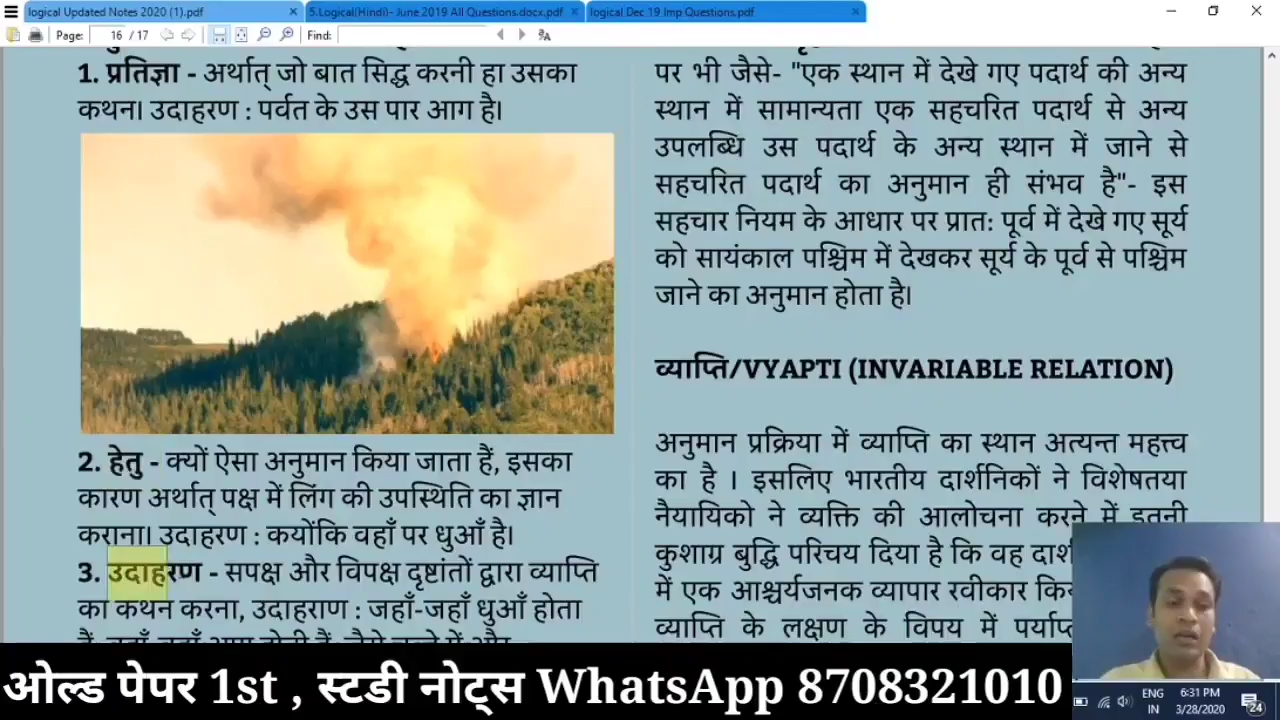 logical Updated Notes 2020 (1).pdf
5.Logical(Hindi)- June 2019 All Questions.docx.pdf
logical Dec 19 Imp Questions.pdf
Page: 16 / 17
Find:
1. प्रतिज्ञा - अर्थात् जो बात सिद्ध करनी हा उसका
कथन। उदाहरण : पर्वत के उस पार आग है।
2. हेतु - क्यों ऐसा अनुमान किया जाता हैं, इसका
कारण अर्थात् पक्ष में लिंग की उपस्थिति का ज्ञान
कराना। उदाहरण : कयोंकि वहाँ पर धुआँ है।
3. उदाहरण - सपक्ष और विपक्ष दृष्टांतों द्वारा व्याप्ति
का कथन करना, उदाहराण : जहाँ-जहाँ धुआँ होता
पर भी जैसे- "एक स्थान में देखे गए पदार्थ की अन्य
स्थान में सामान्यता एक सहचरित पदार्थ से अन्य
उपलब्धि उस पदार्थ के अन्य स्थान में जाने से
सहचरित पदार्थ का अनुमान ही संभव है"- इस
सहचार नियम के आधार पर प्रात: पूर्व में देखे गए सूर्य
को सायंकाल पश्चिम में देखकर सूर्य के पूर्व से पश्चिम
जाने का अनुमान होता है।
व्याप्ति/VYAPTI (INVARIABLE RELATION)
अनुमान प्रक्रिया में व्याप्ति का स्थान अत्यन्त महत्त्व
का है । इसलिए भारतीय दार्शनिकों ने विशेषतया
नैयायिको ने व्यक्ति की आलोचना करने में इतनी
कुशाग्र बुद्धि परिचय दिया है कि वह
में एक आश्चर्यजनक व्यापार रवीकार
व्याप्ति के लक्षण के विपय में
ओल्ड पेपर 1st , स्टडी नोट्स WhatsApp 8708321010
ENG
IN
6:31 PM
3/28/2020
24